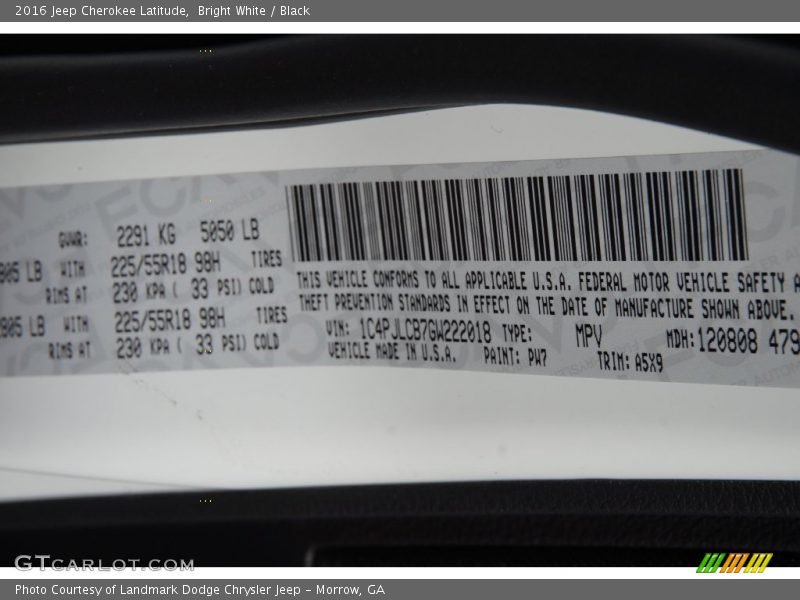 2016 Jeep Cherokee Latitude,  Bright White / Black
GVWR: 2291 KG 5050 LB
LB WITH 225/55R18 98H TIRES
RIMS AT 230 KPA ( 33 PSI) COLD
LB WITH 225/55R18 98H TIRES
RIMS AT 230 KPA ( 33 PSI) COLD
THIS VEHICLE CONFORMS TO ALL APPLICABLE U.S.A. FEDERAL MOTOR VEHICLE SAFETY
THEFT PREVENTION STANDARDS IN EFFECT ON THE DATE OF MANUFACTURE SHOWN ABOVE.
VIN: 1C4PJLCB7GW222018 TYPE: MPV MDH:120808 479
VEHICLE MADE IN U.S.A. PAINT: PW7 TRIM: A5X9
GTcarlot.com
Photo Courtesy of Landmark Dodge Chrysler Jeep – Morrow, GA